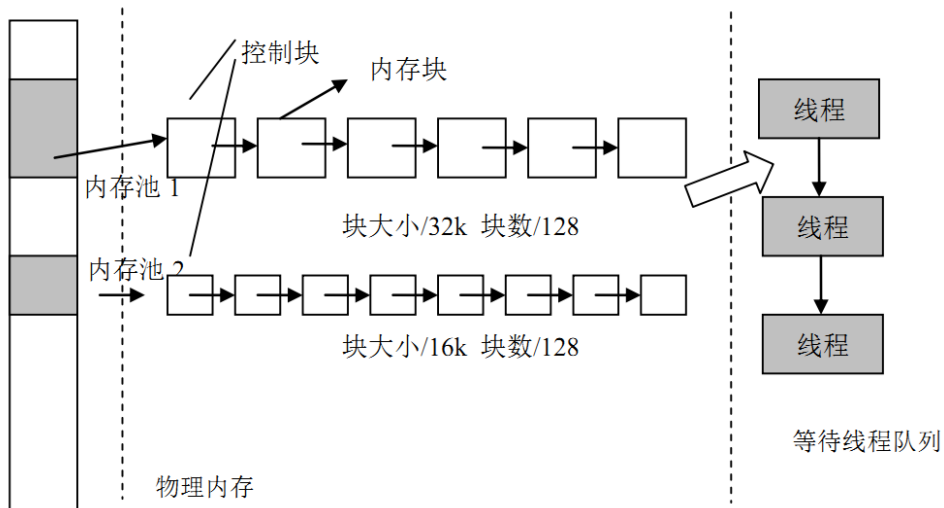 控制块
内存块
线程
内存池 1
块大小/32k 块数/128
线程
内存池 2
块大小/16k 块数/128
线程
等待线程队列
物理内存